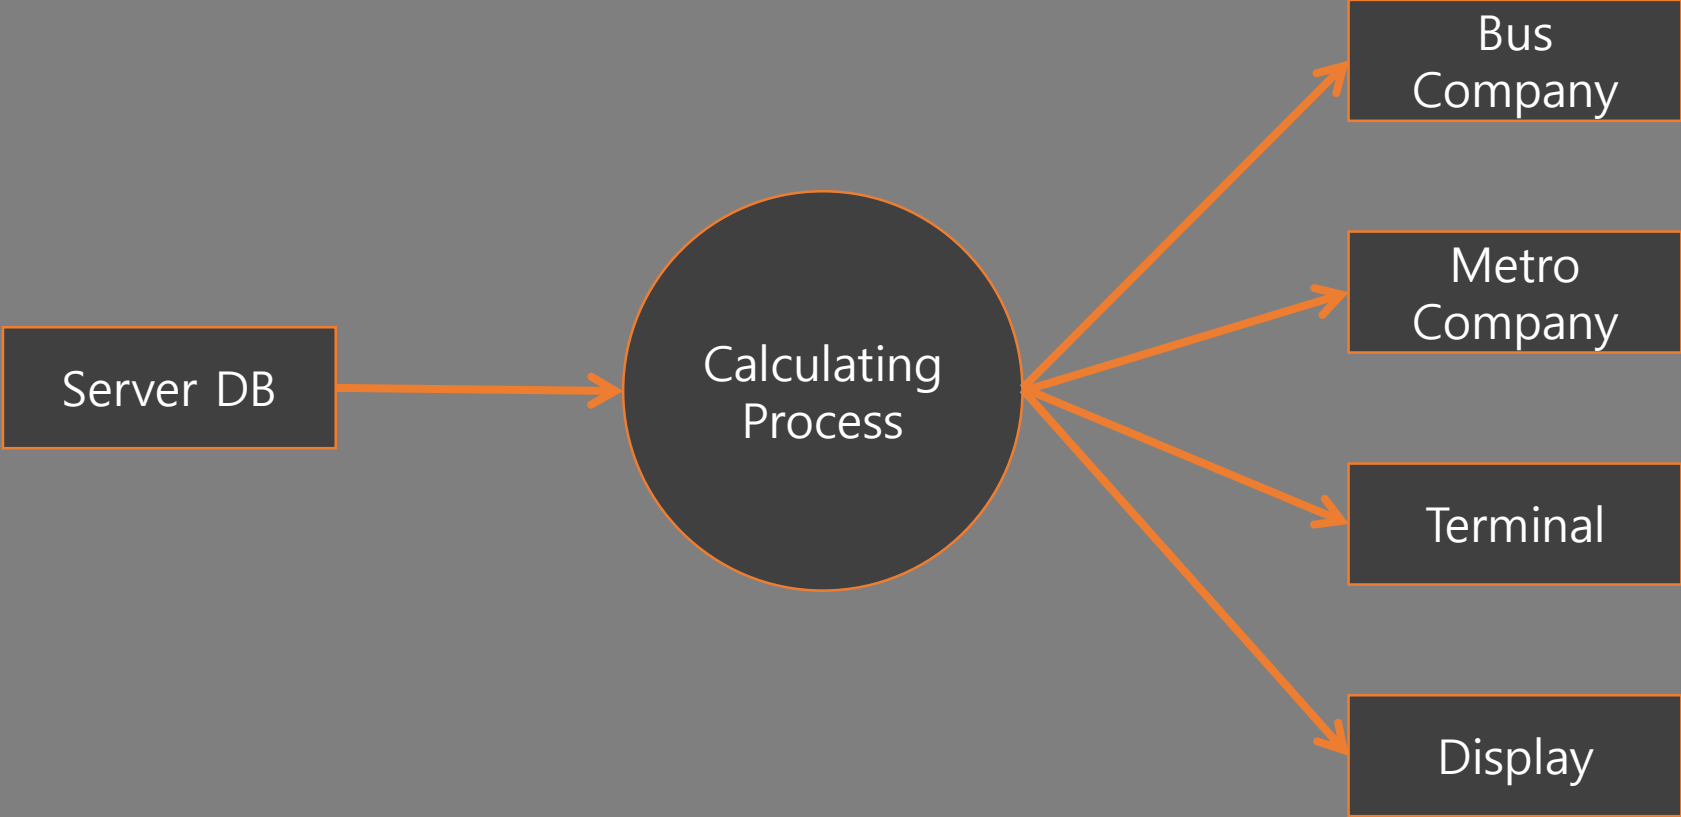 Bus
Company
Metro
Company
Server DB
Calculating
Process
Terminal
Display